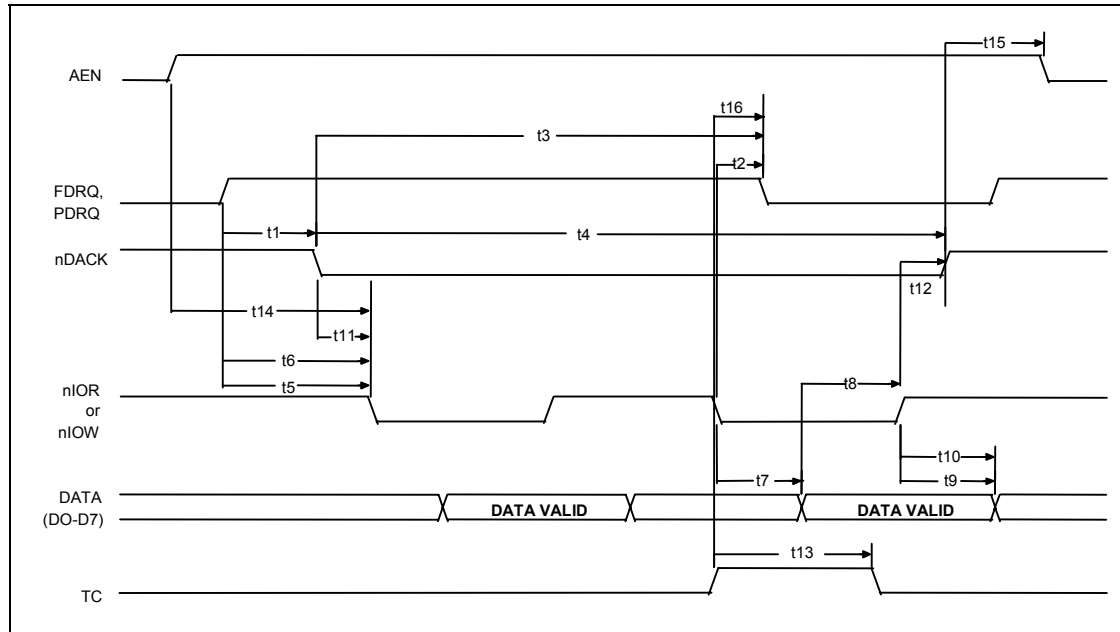 t15
AEN
t16
t3
t2
FDRQ,
PDRQ
t1
t4
nDACK
t12
t14
t11
t6
t8
t5
nIOR
or
nIOW
t10
t7
t9
DATA
(DO-D7)
DATA VALID
DATA VALID
t13
TC